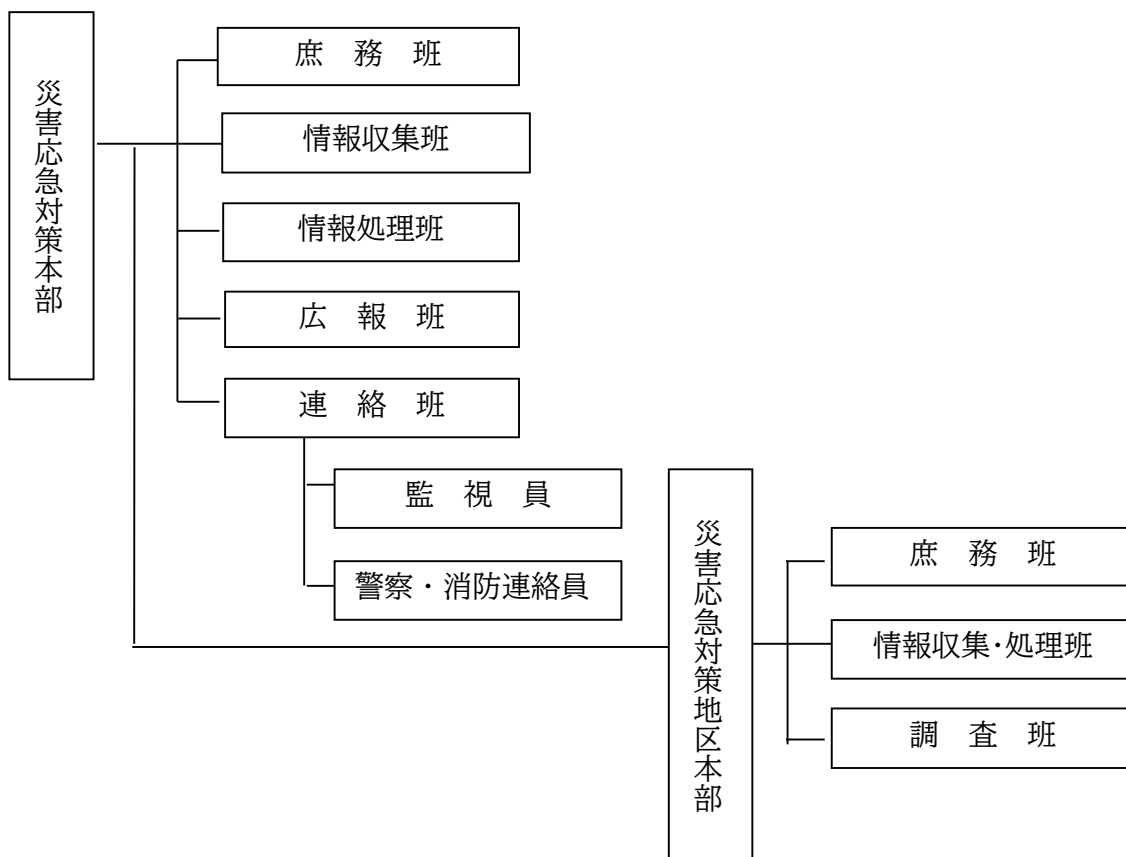 災害応急対策本部
庶　務　班
情報収集班
情報処理班
広　報　班
連　絡　班
監　視　員
警察・消防連絡員
災害応急対策地区本部
庶　務　班
情報収集･処理班
調　査　班